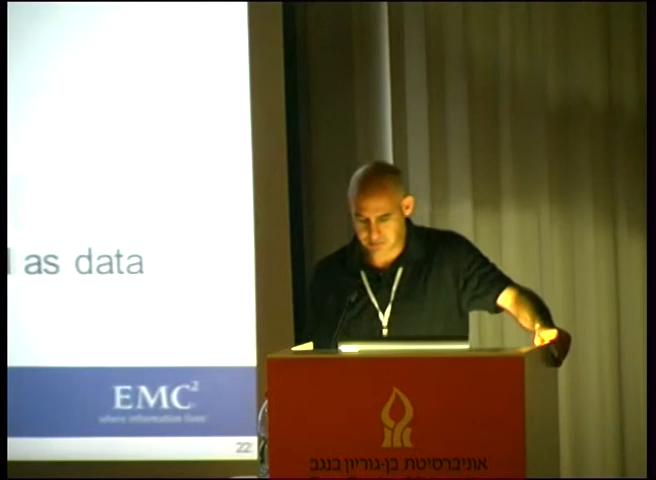 as data
EMC²
where information lives®
22
אוניברסיטת בן-גוריון בנגב